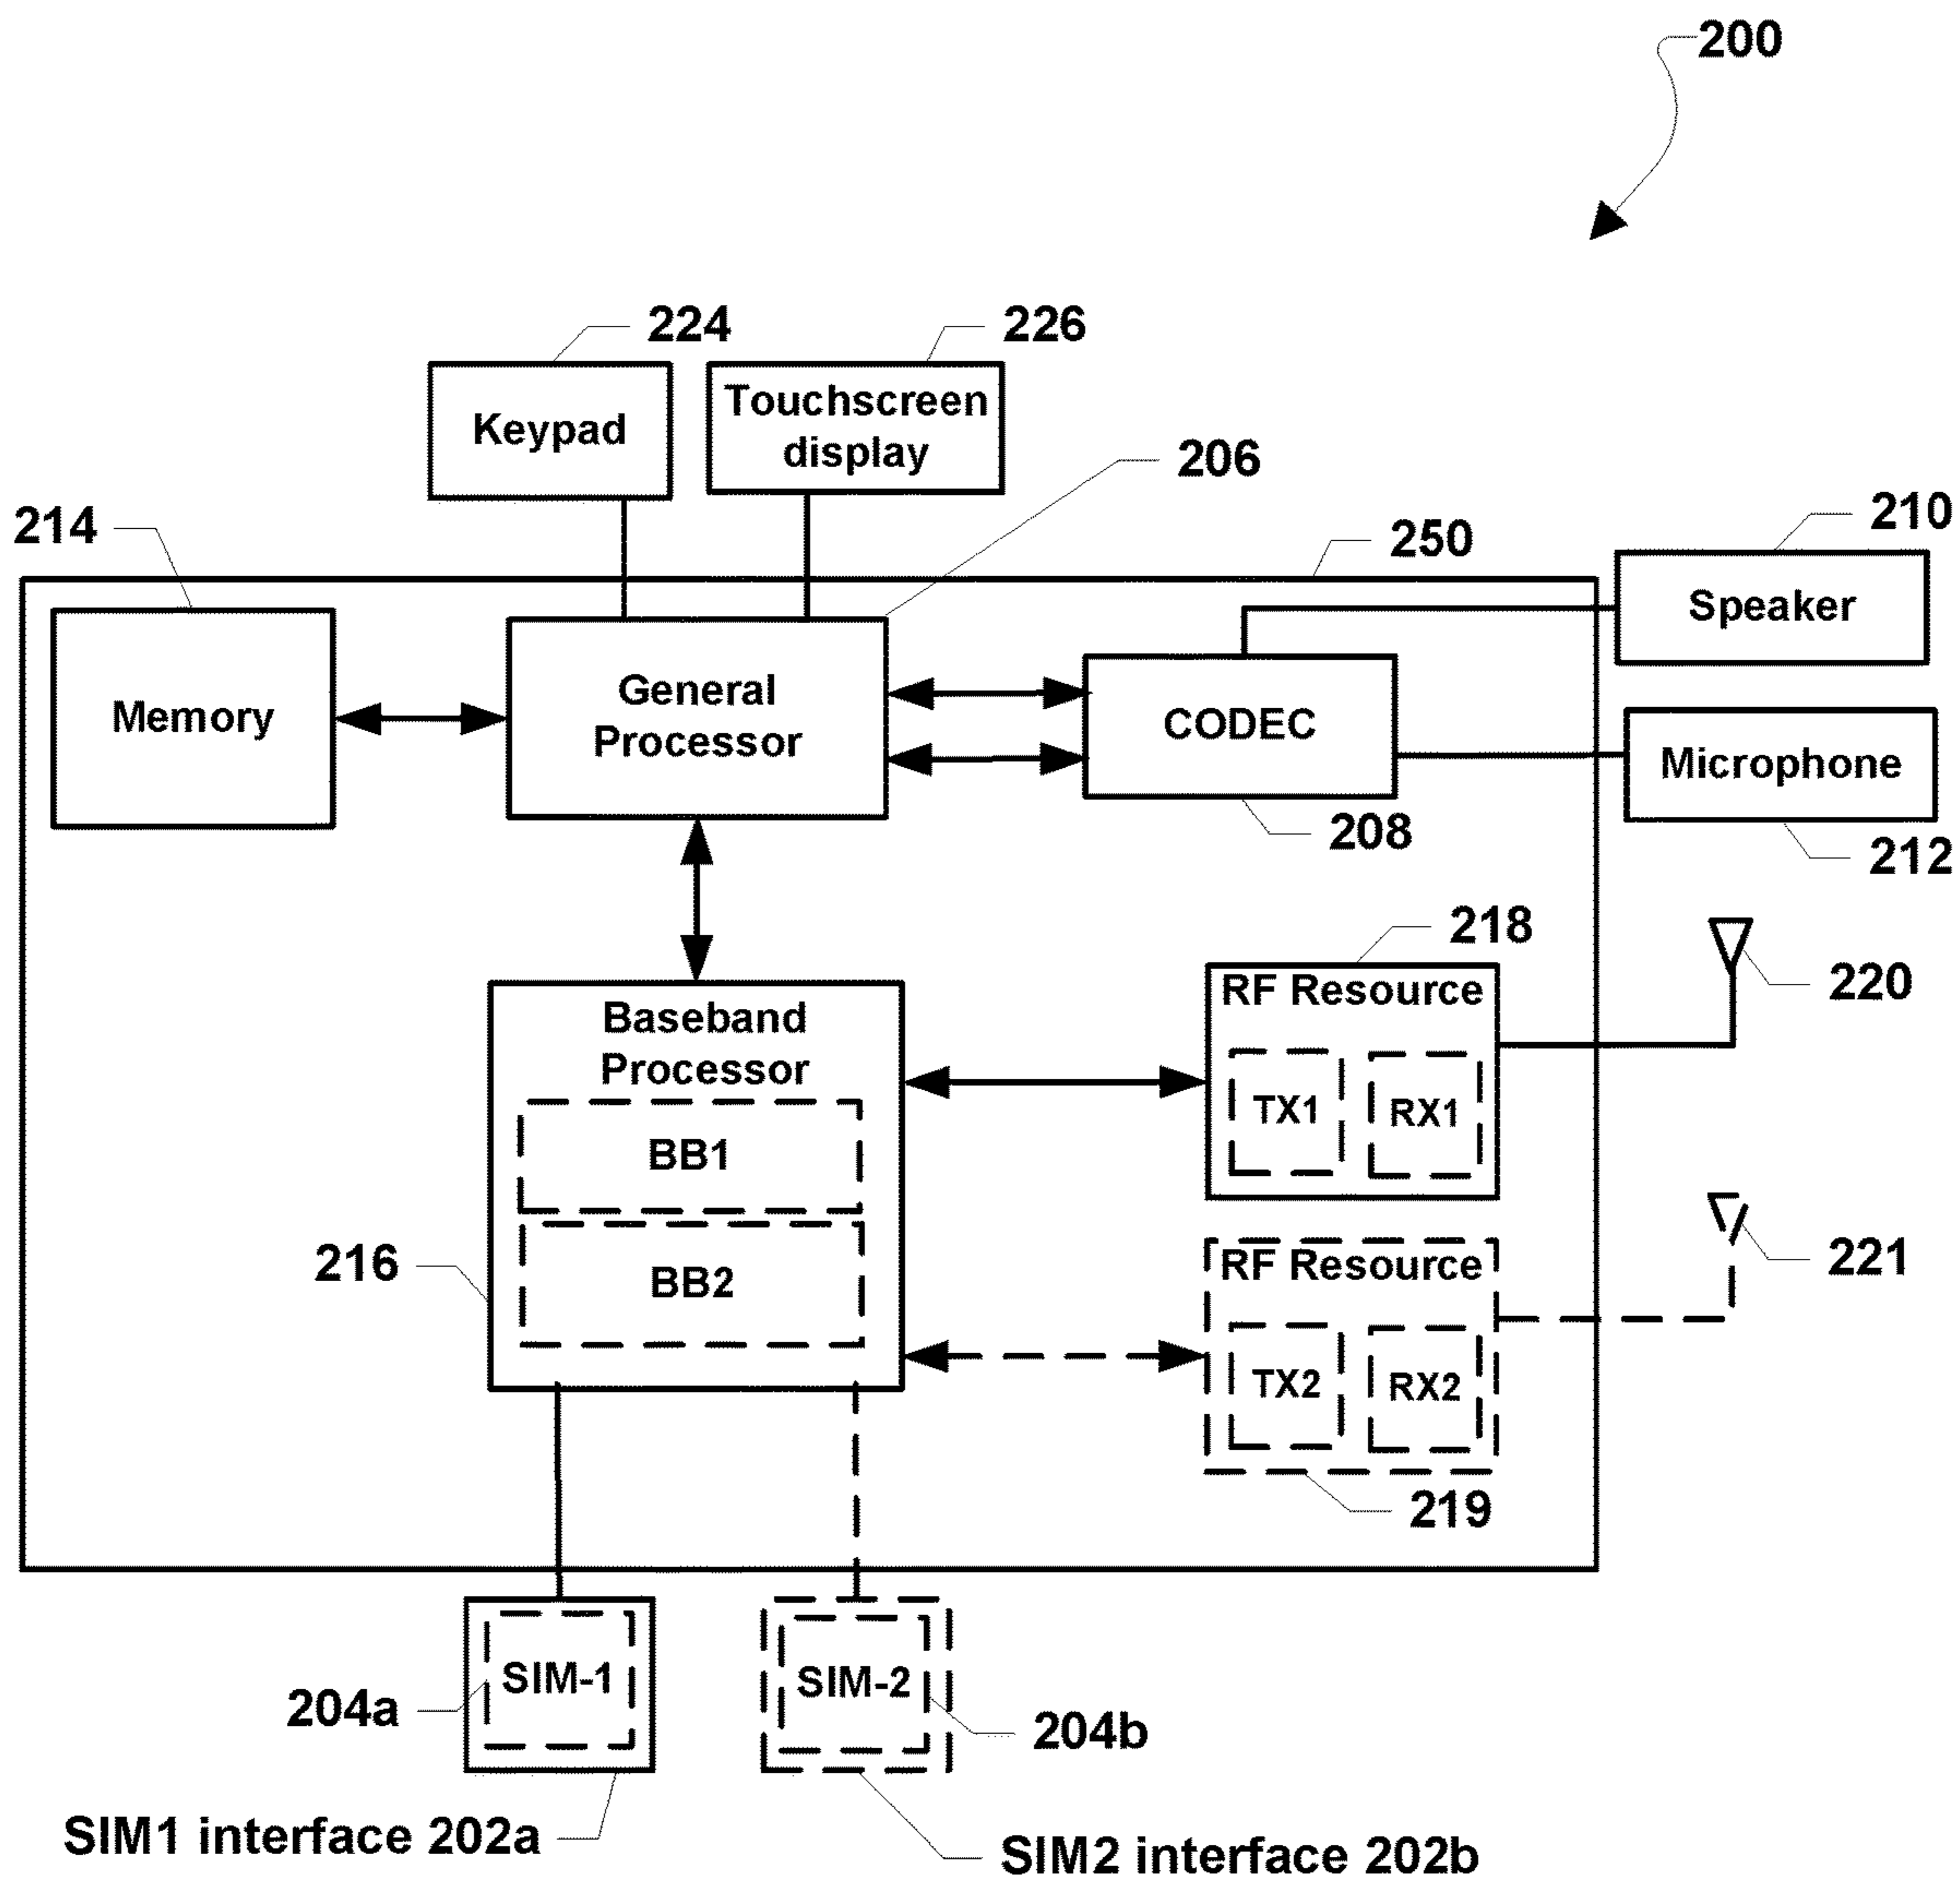 200
224
226
Keypad
Touchscreen
display
206
214
250
210
Speaker
Memory
General
Processor
CODEC
Microphone
208
212
218
220
RF Resource
TX1
RX1
Baseband
Processor
BB1
BB2
216
221
RF Resource
TX2
RX2
219
SIM-1
SIM-2
204a
204b
SIM1 interface 202a
SIM2 interface 202b